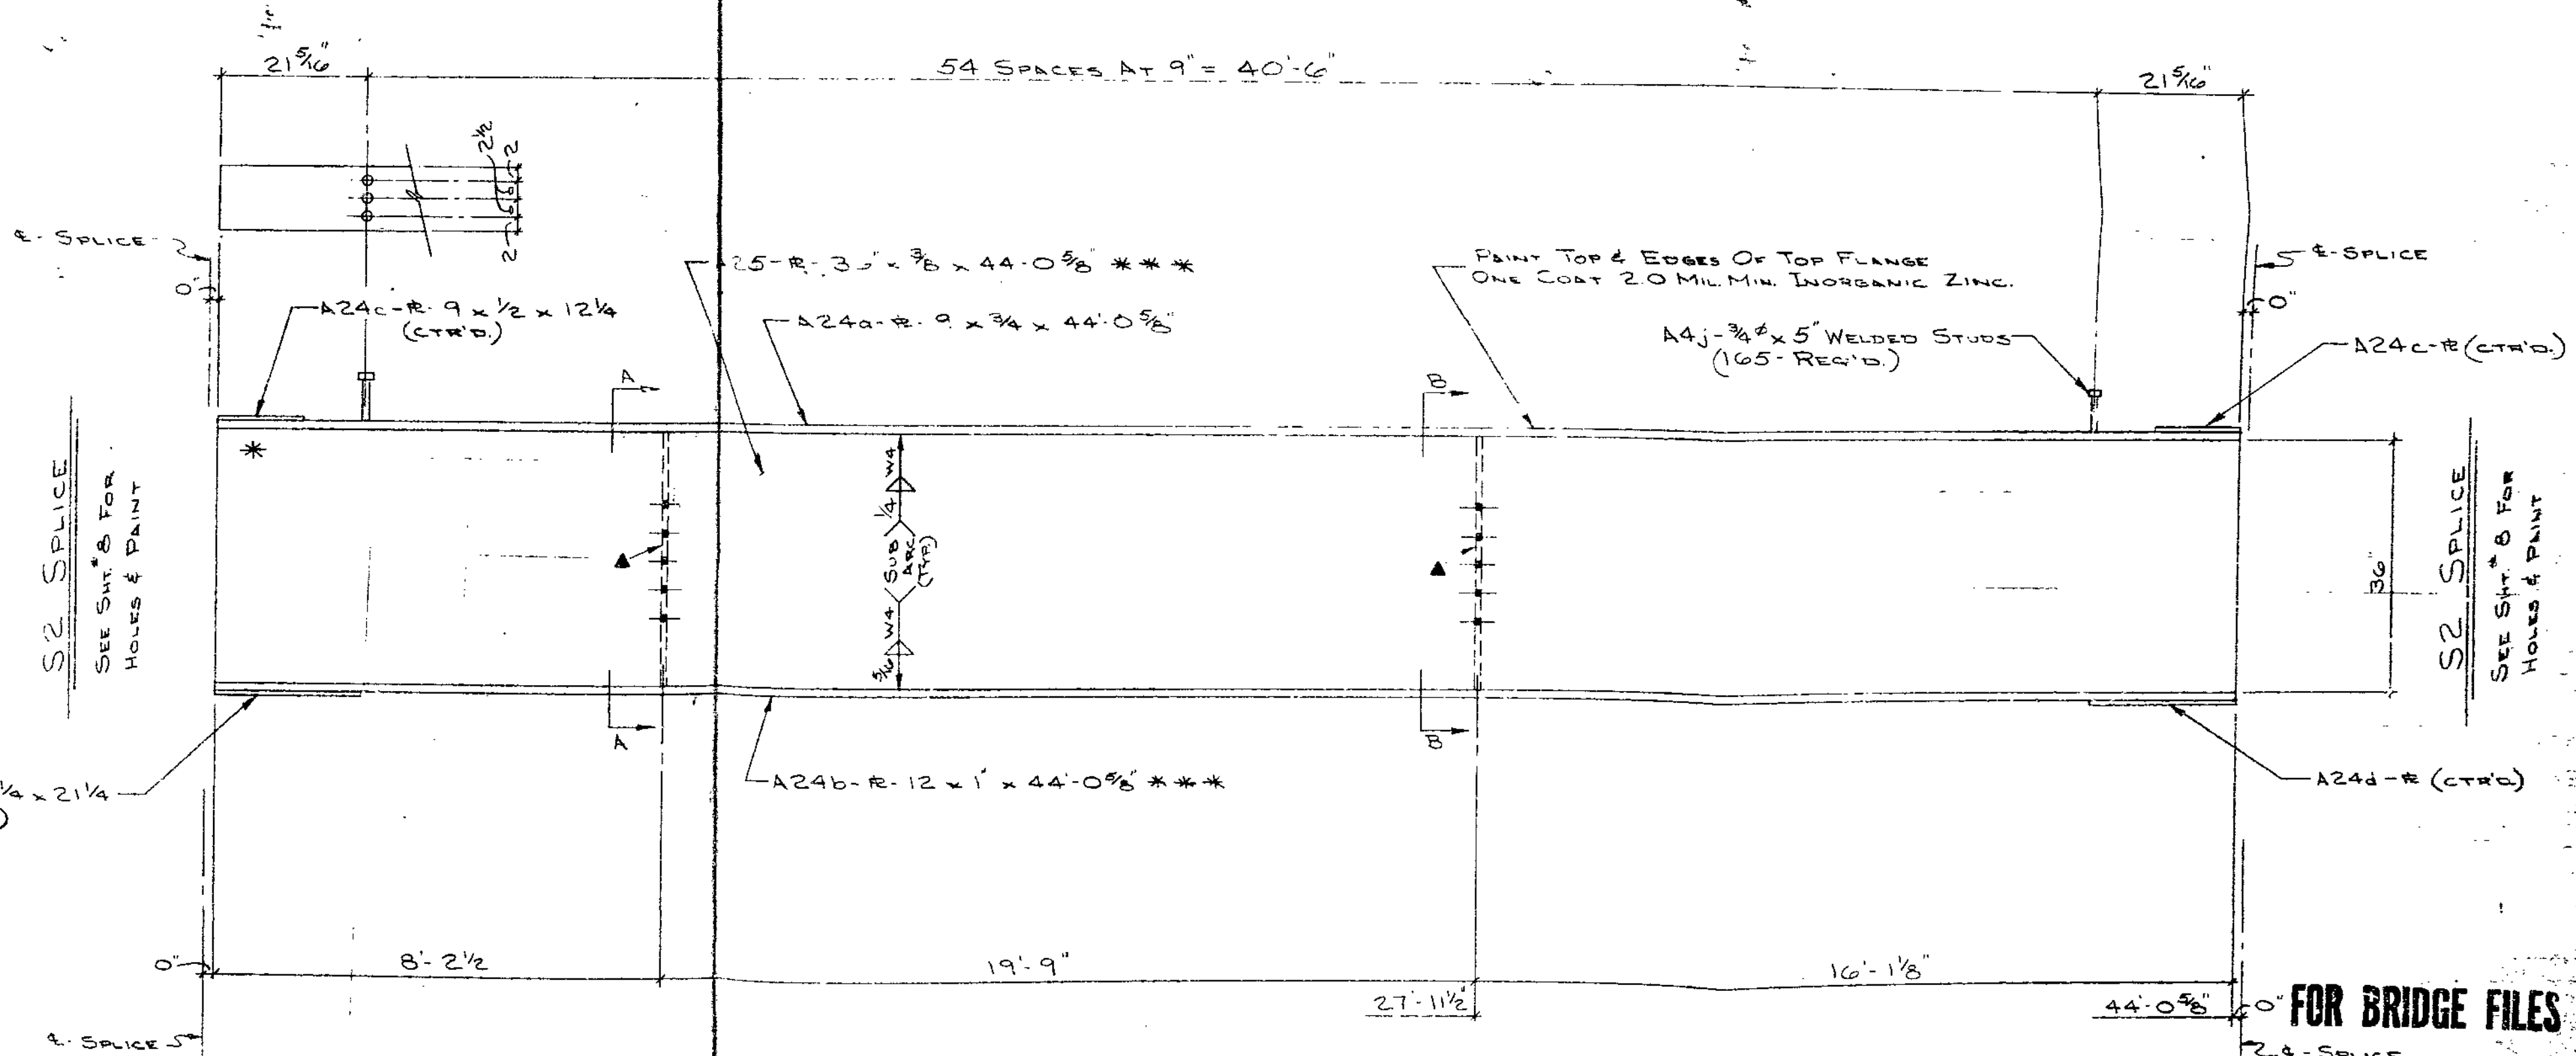 21 5/16"
54 SPACES AT 9" = 40'-6"
21 5/16"
2 1/2
2
2
℄-SPLICE
0"
A24c-℞-9 x 1/2 x 12 1/4
(CTR'D.)
x 3/8 x 44-0 5/8 ***
A24a-℞-9 x 3/4 x 44'-0 5/8"
PAINT TOP & EDGES OF TOP FLANGE
ONE COAT 2.0 MIL. MIN. INORGANIC ZINC.
A4j-3/4ø x 5" WELDED STUDS
(165-REQ'D.)
℄-SPLICE
0"
A24c-℞ (CTR'D.)
A
B
*
S2 SPLICE
SEE SHT. #8 FOR
HOLES & PAINT
1/4 W4
SUB ARC.
(TYP.)
5/16 W4
36"
S2 SPLICE
SEE SHT. #8 FOR
HOLES & PAINT
A
B
1/4 x 21 1/4
A24b-℞-12 x 1" x 44'-0 5/8" ***
A24d-℞ (CTR'D)
0"
8'-2 1/2
19'-9"
16'-1 1/8"
27'-11 1/2"
44'-0 5/8"
0"
FOR BRIDGE FILES
℄-SPLICE
℄-SPLICE